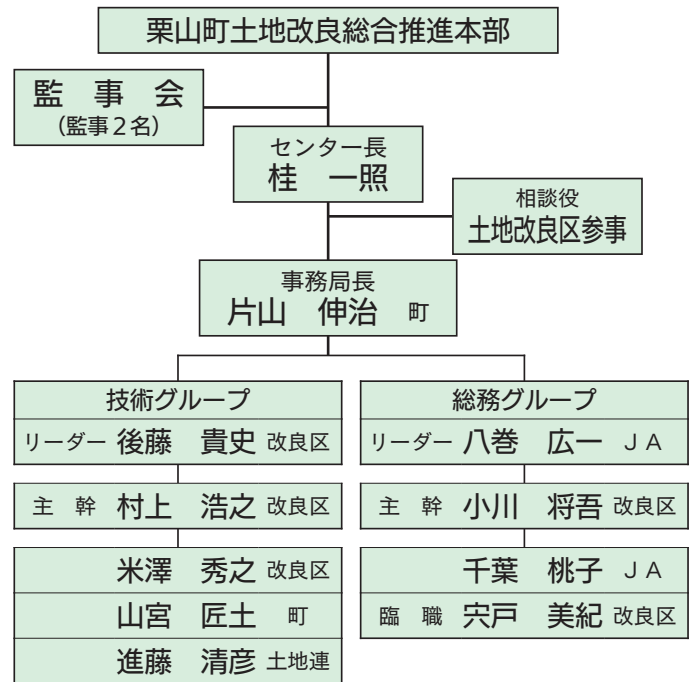 栗山町土地改良総合推進本部
監　事　会
（監事２名）
センター長
桂　一照
相談役
土地改良区参事
事務局長
片山　伸治　町
技術グループ
リーダー 後藤　貴史 改良区
主　幹 村上　浩之 改良区
米澤　秀之 改良区
山宮　匠土　町
進藤　清彦 土地連
総務グループ
リーダー 八巻　広一　ＪＡ
主　幹 小川　将吾 改良区
千葉　桃子　ＪＡ
臨　職 宍戸　美紀 改良区